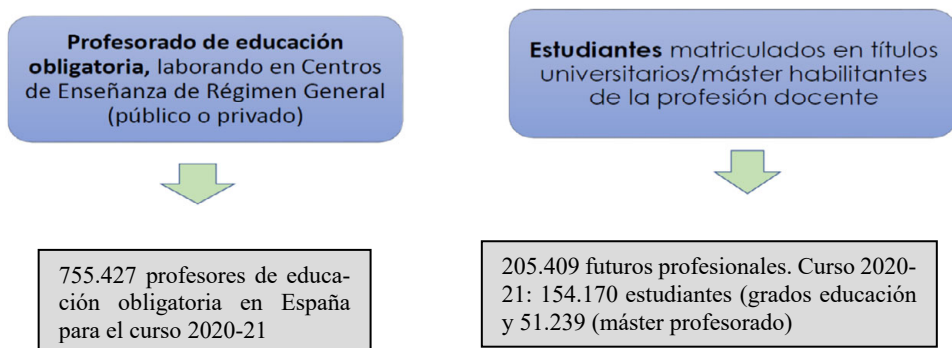 Profesorado de educación
obligatoria, laborando en Centros
de Enseñanza de Régimen General
(público o privado)
755.427 profesores de educa-
ción obligatoria en España
para el curso 2020-21
Estudiantes matriculados en títulos
universitarios/máster habilitantes
de la profesión docente
205.409 futuros profesionales. Curso 2020-
21: 154.170 estudiantes (grados educación
y 51.239 (máster profesorado)